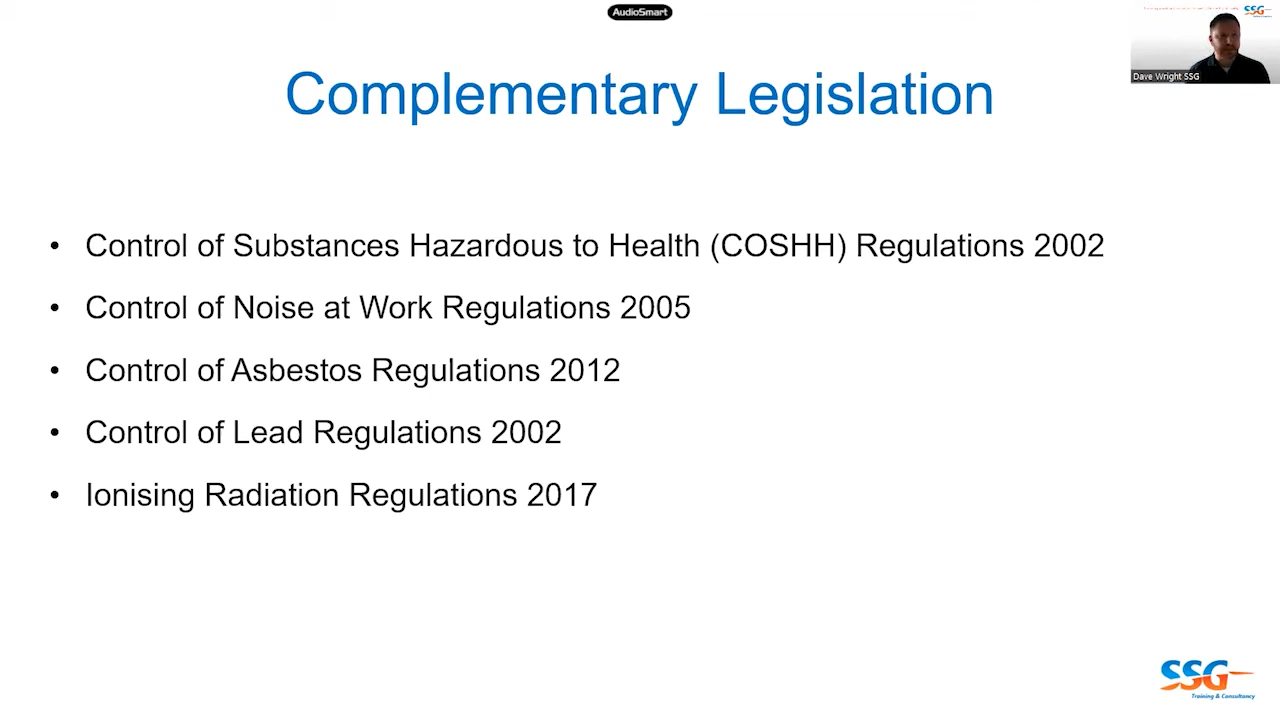 AudioSmart
SSG
Dave Wright SSG
Complementary Legislation
• Control of Substances Hazardous to Health (COSHH) Regulations 2002
• Control of Noise at Work Regulations 2005
• Control of Asbestos Regulations 2012
• Control of Lead Regulations 2002
• Ionising Radiation Regulations 2017
SSG
Training & Consultancy